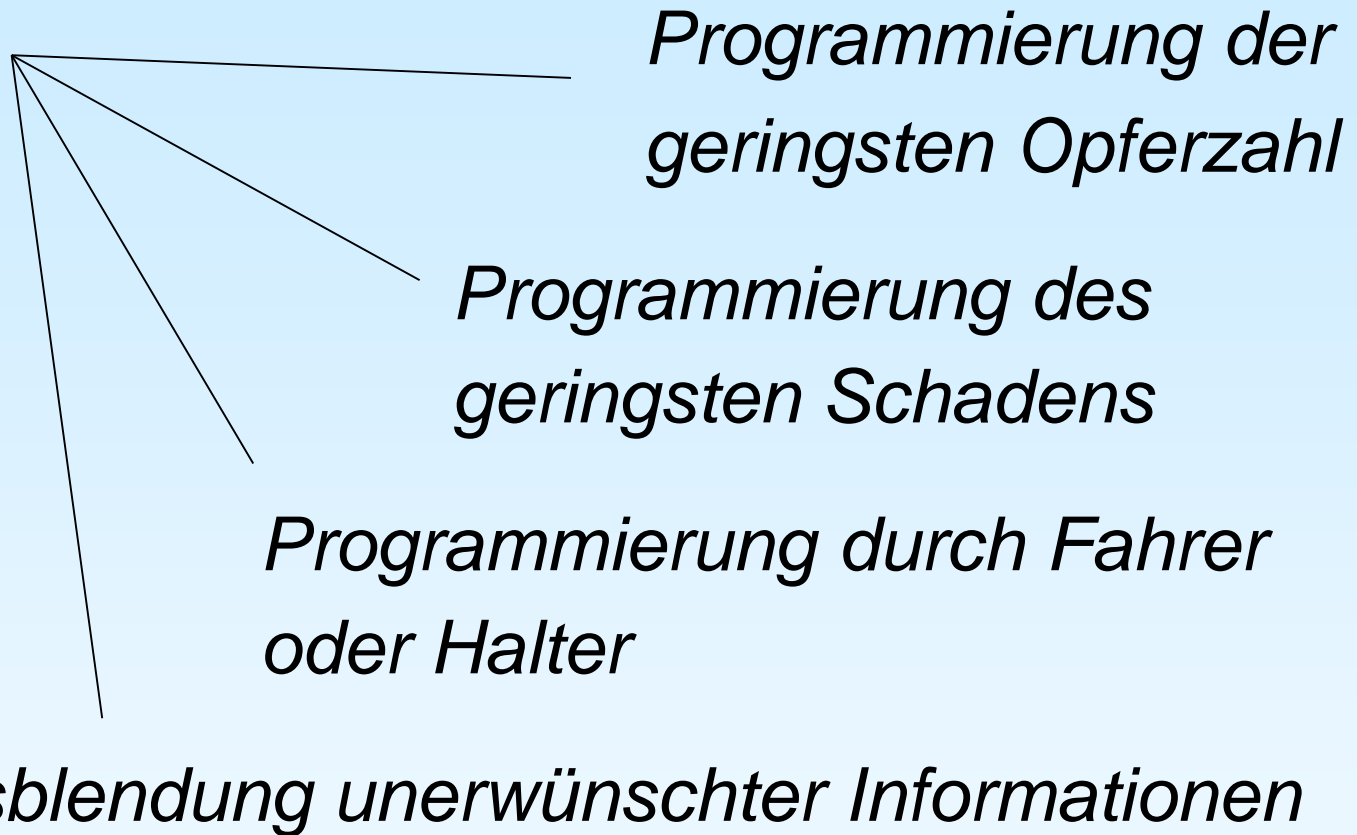 Programmierung der
geringsten Opferzahl
Programmierung des
geringsten Schadens
Programmierung durch Fahrer
oder Halter
unerwünschter Informationen